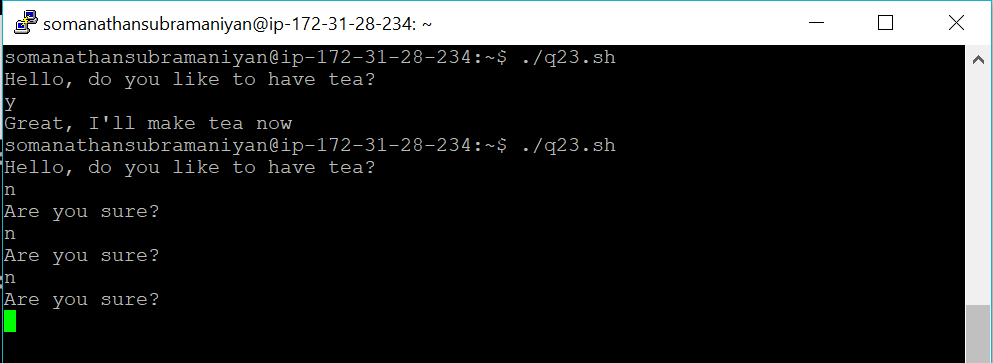 somanathansubramaniyan@ip-172-31-28-234: ~
somanathansubramaniyan@ip-172-31-28-234:~$ ./q23.sh
Hello, do you like to have tea?
y
Great, I'll make tea now
somanathansubramaniyan@ip-172-31-28-234:~$ ./q23.sh
Hello, do you like to have tea?
n
Are you sure?
n
Are you sure?
n
Are you sure?